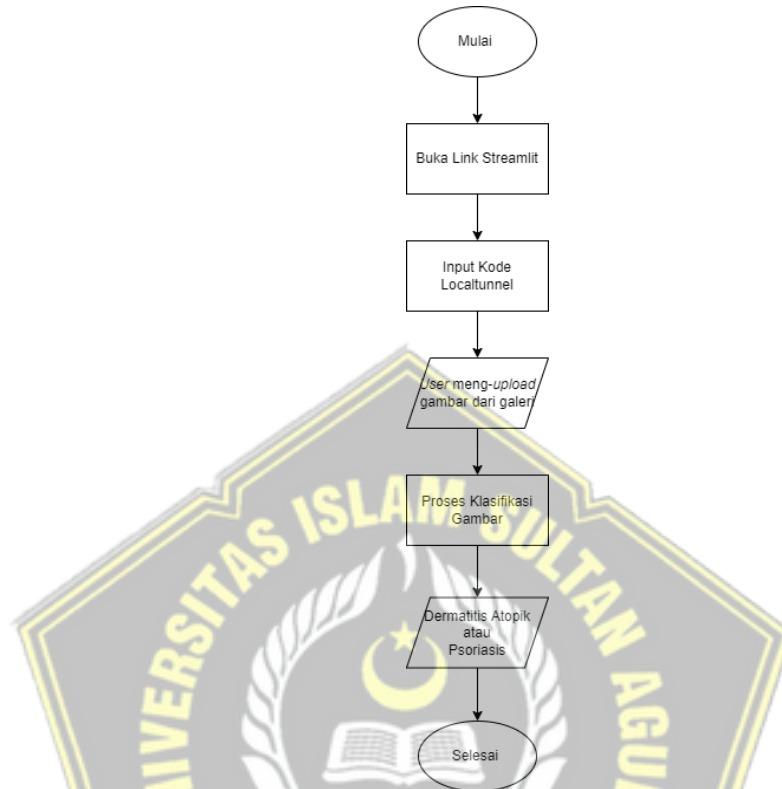 Mulai
Buka Link Streamlit
Input Kode
Localtunnel
User meng-upload
gambar dari galeri
Proses Klasifikasi
Gambar
Dermatitis Atopik
atau
Psoriasis
Selesai
UNIVERSITAS ISLAM SULTAN AGUN